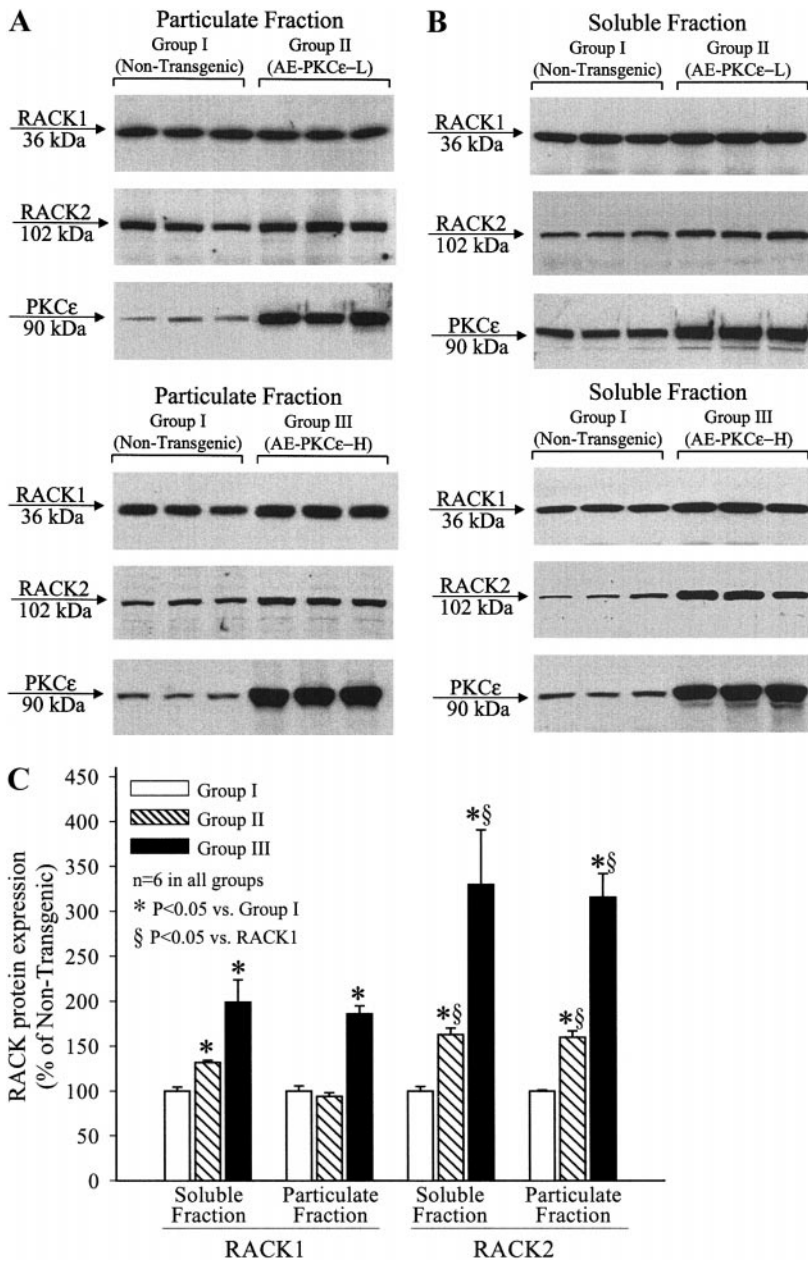 A
Particulate Fraction
Group I
(Non-Transgenic)
Group II
(AE-PKCε–L)
RACK1
36 kDa
RACK2
102 kDa
PKCε
90 kDa
Particulate Fraction
Group I
(Non-Transgenic)
Group III
(AE-PKCε–H)
RACK1
36 kDa
RACK2
102 kDa
PKCε
90 kDa
B
Soluble Fraction
Group I
(Non-Transgenic)
Group II
(AE-PKCε–L)
RACK1
36 kDa
RACK2
102 kDa
PKCε
90 kDa
Soluble Fraction
Group I
(Non-Transgenic)
Group III
(AE-PKCε–H)
RACK1
36 kDa
RACK2
102 kDa
PKCε
90 kDa
C
RACK protein expression
(% of Non-Transgenic)
450
400
350
300
250
200
150
100
50
0
Group I
Group II
Group III
n=6 in all groups
* P<0.05 vs. Group I
§ P<0.05 vs. RACK1
*
*
*
*§
*§
*§
*§
Soluble
Fraction
Particulate
Fraction
Soluble
Fraction
Particulate
Fraction
RACK1
RACK2